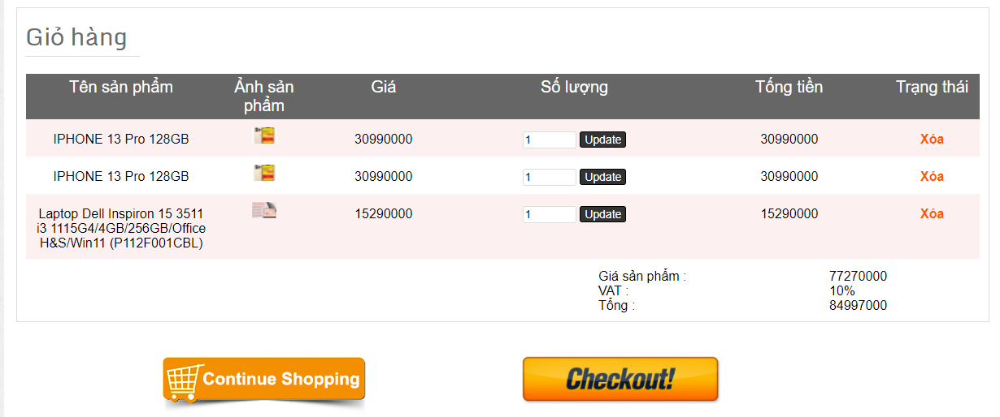 Giỏ hàng
Tên sản phẩm Ảnh sản phẩm Giá Số lượng Tống tiền Trạng thái
IPHONE 13 Pro 128GB 30990000 1 Update 30990000 Xóa
IPHONE 13 Pro 128GB 30990000 1 Update 30990000 Xóa
Laptop Dell Inspiron 15 3511 15290000 1 Update 15290000 Xóa
i3 1115G4/4GB/256GB/Office
H&S/Win11 (P112F001CBL)
Giá sản phẩm : 77270000
VAT : 10%
Tổng : 84997000
Continue Shopping Checkout!